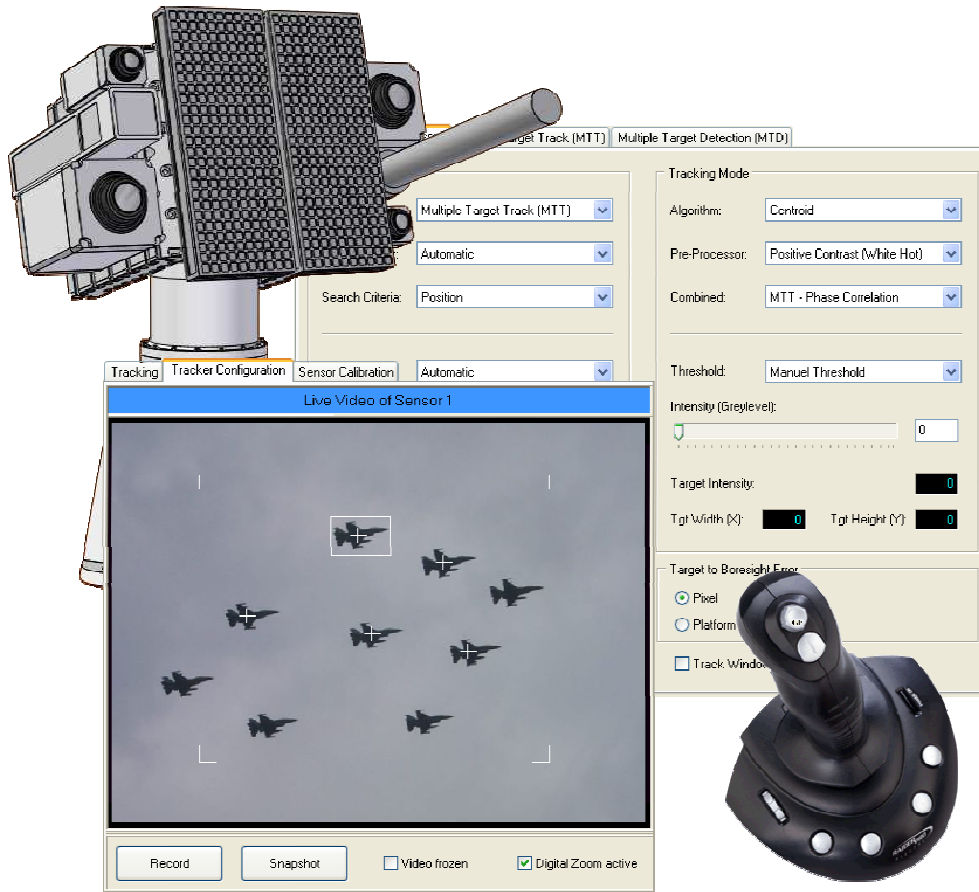 arget Track (MTT)
Multiple Target Detection (MTD)
Multiple Target Track (MTT)
Automatic
Search Criteria:
Position
Automatic
Tracking Mode
Algorithm:
Centroid
Pre-Processor:
Positive Contrast (White Hot)
Combined:
MTT - Phase Correlation
Threshold:
Manuel Threshold
Intensity (Greylevel):
0
Target Intensity:
0
Tgt Width (X):
0
Tgt Height (Y):
0
Target to Boresight Error
Pixel
Platform
Track Windo
Tracking
Tracker Configuration
Sensor Calibration
Live Video of Sensor 1
Record
Snapshot
Video frozen
Digital Zoom active